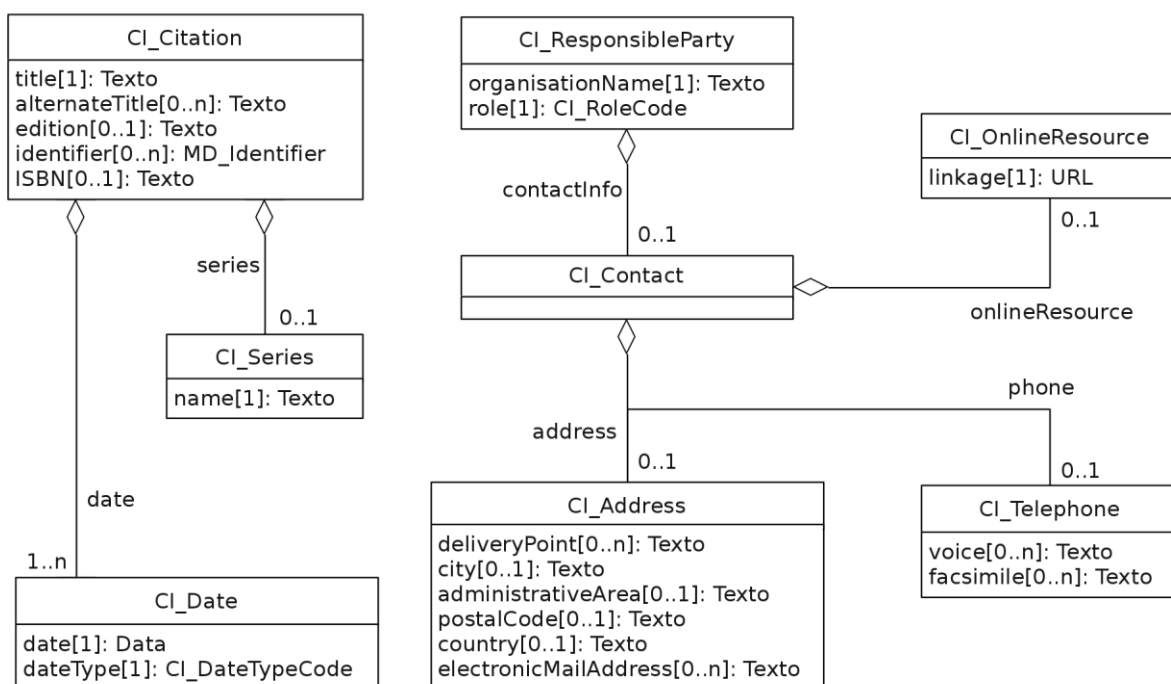 CI_Citation
title[1]: Texto
alternateTitle[0..n]: Texto
edition[0..1]: Texto
identifier[0..n]: MD_Identifier
ISBN[0..1]: Texto
series
0..1
CI_Series
name[1]: Texto
date
1..n
CI_Date
date[1]: Data
dateType[1]: CI_DateTypeCode
CI_ResponsibleParty
organisationName[1]: Texto
role[1]: CI_RoleCode
contactInfo
0..1
CI_Contact
CI_OnlineResource
linkage[1]: URL
0..1
onlineResource
address
0..1
phone
0..1
CI_Address
deliveryPoint[0..n]: Texto
city[0..1]: Texto
administrativeArea[0..1]: Texto
postalCode[0..1]: Texto
country[0..1]: Texto
electronicMailAddress[0..n]: Texto
CI_Telephone
voice[0..n]: Texto
facsimile[0..n]: Texto